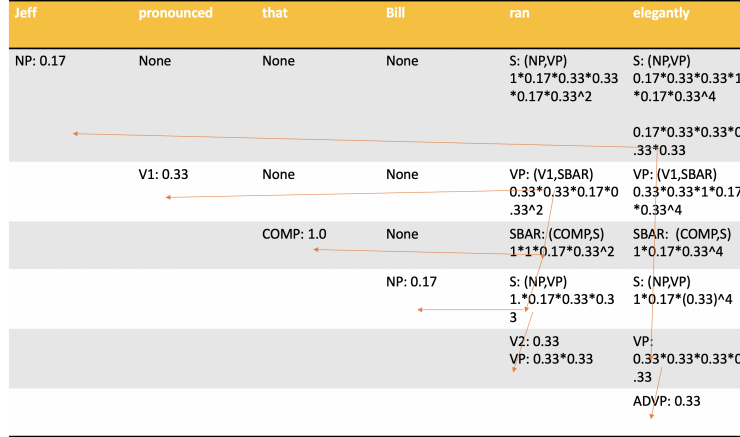 Jeff pronounced that Bill ran elegantly
NP: 0.17 None None None S: (NP,VP) S: (NP,VP)
1*0.17*0.33*0.33 0.17*0.33*0.33*1
*0.17*0.33^2 *0.17*0.33^4
0.17*0.33*0.33*0
.33*0.33
V1: 0.33 None None VP: (V1,SBAR) VP: (V1,SBAR)
0.33*0.33*0.17*0 0.33*0.33*1*0.17
.33^2 *0.33^4
COMP: 1.0 None SBAR: (COMP,S) SBAR: (COMP,S)
1*1*0.17*0.33^2 1*0.17*0.33^4
NP: 0.17 S: (NP,VP) S: (NP,VP)
1.*0.17*0.33*0.3 1*0.17*(0.33)^4
3
V2: 0.33 VP:
VP: 0.33*0.33 0.33*0.33*0.33*0
.33
ADVP: 0.33